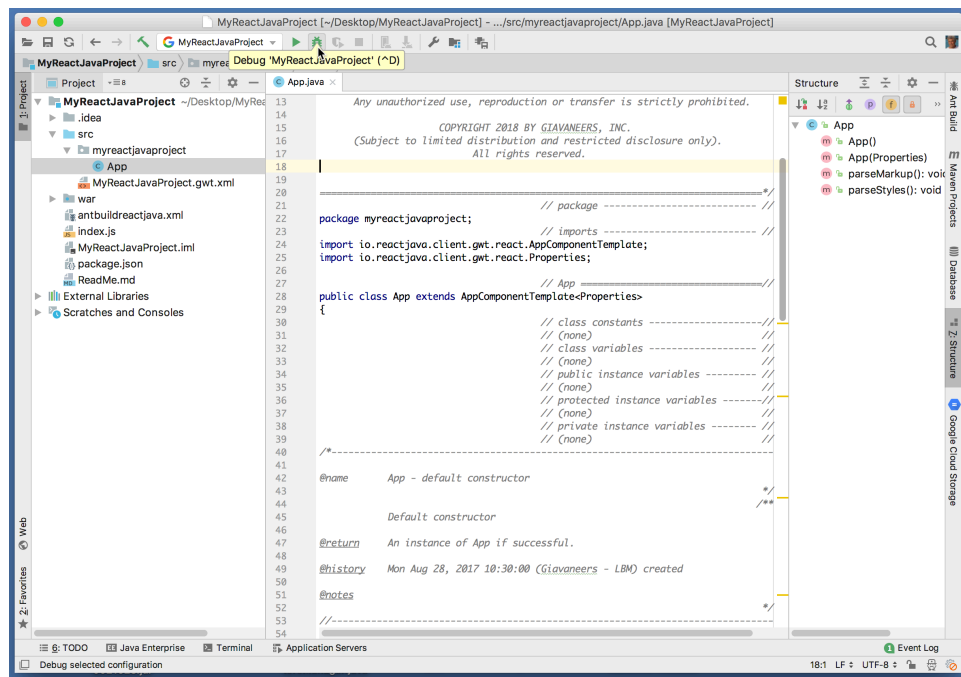 MyReactJavaProject [~/Desktop/MyReactJavaProject] - .../src/myreactjavaproject/App.java [MyReactJavaProject]
MyReactJavaProject
MyReactJavaProject
src
myrea
Debug 'MyReactJavaProject' (^D)
Project
App.java
Structure
1: Project
MyReactJavaProject ~/Desktop/MyRea
.idea
src
myreactjavaproject
App
MyReactJavaProject.gwt.xml
war
antbuildreactjava.xml
index.js
MyReactJavaProject.iml
package.json
ReadMe.md
External Libraries
Scratches and Consoles
Web
2: Favorites
13 Any unauthorized use, reproduction or transfer is strictly prohibited.
14
15 COPYRIGHT 2018 BY GIAVANEERS, INC.
16 (Subject to limited distribution and restricted disclosure only).
17 All rights reserved.
18
19
20 ================================================================*/
21 // package --------------------------- //
22 package myreactjavaproject;
23 // imports --------------------------- //
24 import io.reactjava.client.gwt.react.AppComponentTemplate;
25 import io.reactjava.client.gwt.react.Properties;
26
27 // App ===============================//
28 public class App extends AppComponentTemplate<Properties>
29 {
30 // class constants --------------------//
31 // (none) //
32 // class variables ------------------- //
33 // (none) //
34 // public instance variables --------- //
35 // (none) //
36 // protected instance variables -------//
37 // (none) //
38 // private instance variables -------- //
39 // (none) //
40 /*------------------------------------------------------------------
41
42 @name App - default constructor
43 */
44 /**
45 Default constructor
46
47 @return An instance of App if successful.
48
49 @history Mon Aug 28, 2017 10:30:00 (Giavaneers - LBM) created
50
51 @notes
52 */
53 //------------------------------------------------------------------
54
App
App()
App(Properties)
parseMarkup(): void
parseStyles(): void
Ant Build
Maven Projects
Database
7: Structure
Google Cloud Storage
6: TODO
Java Enterprise
Terminal
Application Servers
1 Event Log
Debug selected configuration
18:1 LF UTF-8